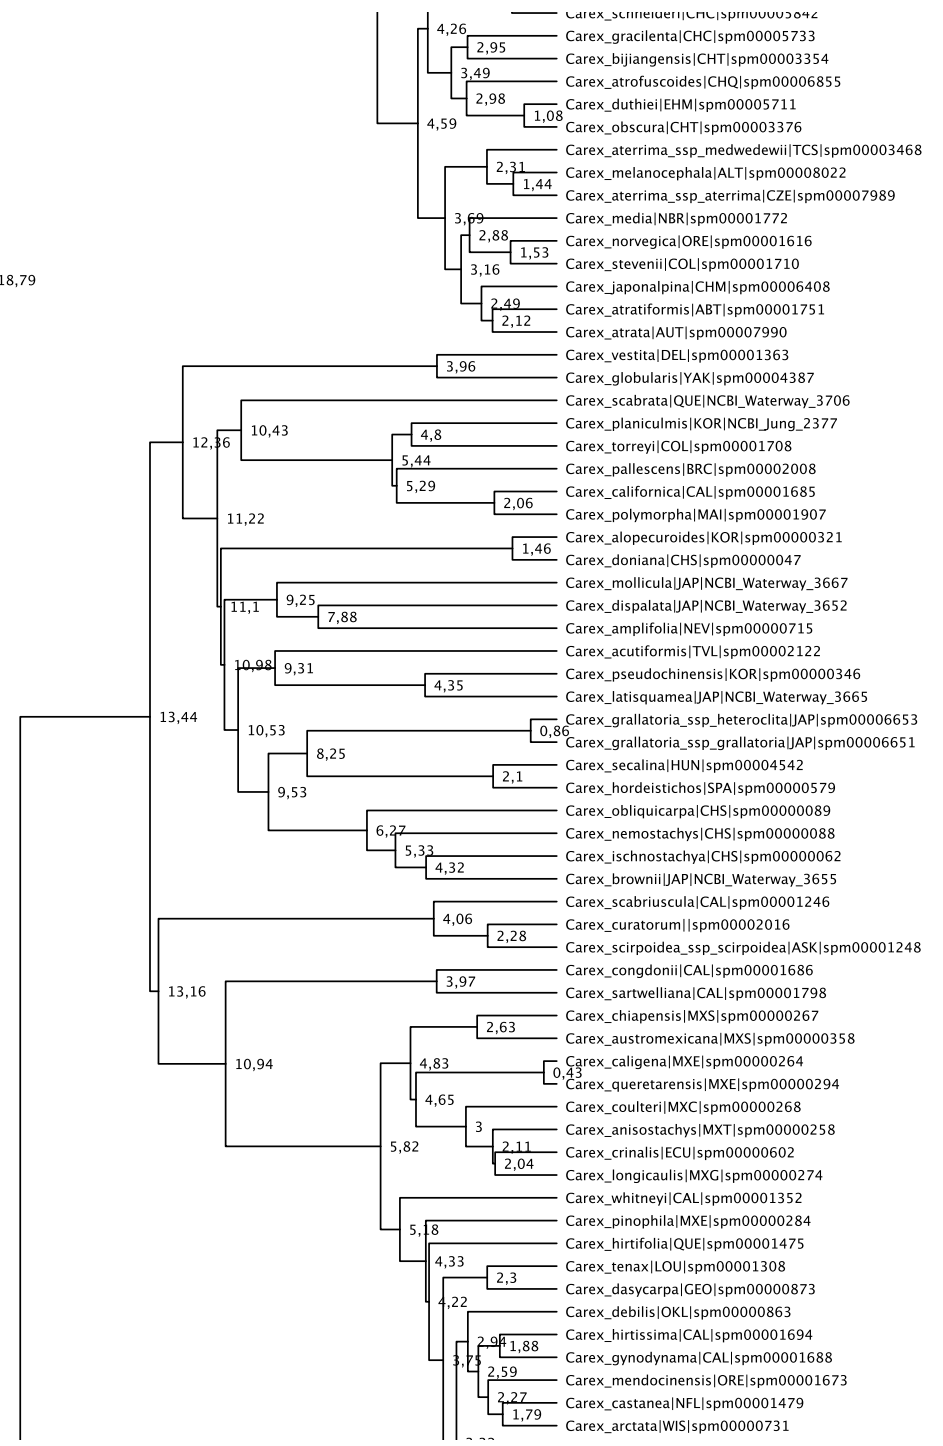 Carex_schneideri|CHC|spm00005842
4,26
Carex_gracilenta|CHC|spm00005733
2,95
Carex_bijiangensis|CHT|spm00003354
3,49
Carex_atrofuscoides|CHQ|spm00006855
2,98
Carex_duthiei|EHM|spm00005711
1,08
4,59
Carex_obscura|CHT|spm00003376
Carex_aterrima_ssp_medwedewii|TCS|spm00003468
2,31
Carex_melanocephala|ALT|spm00008022
1,44
Carex_aterrima_ssp_aterrima|CZE|spm00007989
3,69
Carex_media|NBR|spm00001772
2,88
Carex_norvegica|ORE|spm00001616
1,53
Carex_stevenii|COL|spm00001710
3,16
18,79
Carex_japonalpina|CHM|spm00006408
2,49
Carex_atratiformis|ABT|spm00001751
2,12
Carex_atrata|AUT|spm00007990
Carex_vestita|DEL|spm00001363
3,96
Carex_globularis|YAK|spm00004387
Carex_scabrata|QUE|NCBI_Waterway_3706
10,43
Carex_planiculmis|KOR|NCBI_Jung_2377
4,8
12,36
Carex_torreyi|COL|spm00001708
5,44
Carex_pallescens|BRC|spm00002008
5,29
Carex_californica|CAL|spm00001685
2,06
Carex_polymorpha|MAI|spm00001907
11,22
Carex_alopecuroides|KOR|spm00000321
1,46
Carex_doniana|CHS|spm00000047
Carex_mollicula|JAP|NCBI_Waterway_3667
9,25
Carex_dispalata|JAP|NCBI_Waterway_3652
11,1
7,88
Carex_amplifolia|NEV|spm00000715
Carex_acutiformis|TVL|spm00002122
10,98
9,31
Carex_pseudochinensis|KOR|spm00000346
4,35
Carex_latisquamea|JAP|NCBI_Waterway_3665
13,44
Carex_grallatoria_ssp_heteroclita|JAP|spm00006653
10,53
0,86
Carex_grallatoria_ssp_grallatoria|JAP|spm00006651
8,25
Carex_secalina|HUN|spm00004542
2,1
Carex_hordeistichos|SPA|spm00000579
9,53
Carex_obliquicarpa|CHS|spm00000089
6,27
Carex_nemostachys|CHS|spm00000088
5,33
Carex_ischnostachya|CHS|spm00000062
4,32
Carex_brownii|JAP|NCBI_Waterway_3655
Carex_scabriuscula|CAL|spm00001246
4,06
Carex_curatorum||spm00002016
2,28
Carex_scirpoidea_ssp_scirpoidea|ASK|spm00001248
Carex_congdonii|CAL|spm00001686
3,97
13,16
Carex_sartwelliana|CAL|spm00001798
Carex_chiapensis|MXS|spm00000267
2,63
Carex_austromexicana|MXS|spm00000358
10,94
4,83
Carex_caligena|MXE|spm00000264
0,43
Carex_queretarensis|MXE|spm00000294
4,65
Carex_coulteri|MXC|spm00000268
3
Carex_anisostachys|MXT|spm00000258
5,82
2,11
Carex_crinalis|ECU|spm00000602
2,04
Carex_longicaulis|MXG|spm00000274
Carex_whitneyi|CAL|spm00001352
5,18
Carex_pinophila|MXE|spm00000284
Carex_hirtifolia|QUE|spm00001475
4,33
Carex_tenax|LOU|spm00001308
2,3
Carex_dasycarpa|GEO|spm00000873
4,22
Carex_debilis|OKL|spm00000863
Carex_hirtissima|CAL|spm00001694
2,94
1,88
Carex_gynodynama|CAL|spm00001688
3,75
2,59
Carex_mendocinensis|ORE|spm00001673
2,27
Carex_castanea|NFL|spm00001479
1,79
Carex_arctata|WIS|spm00000731